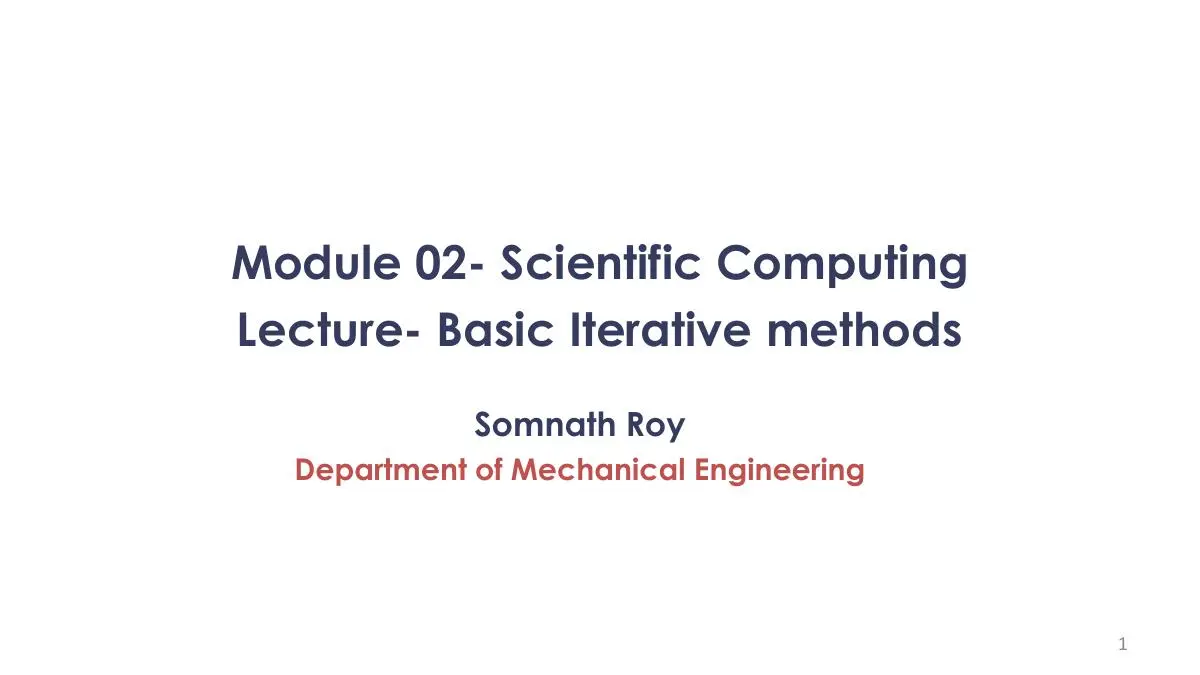 Module 02- Scientific Computing
Lecture- Basic Iterative methods
Somnath Roy
Department of Mechanical Engineering
1